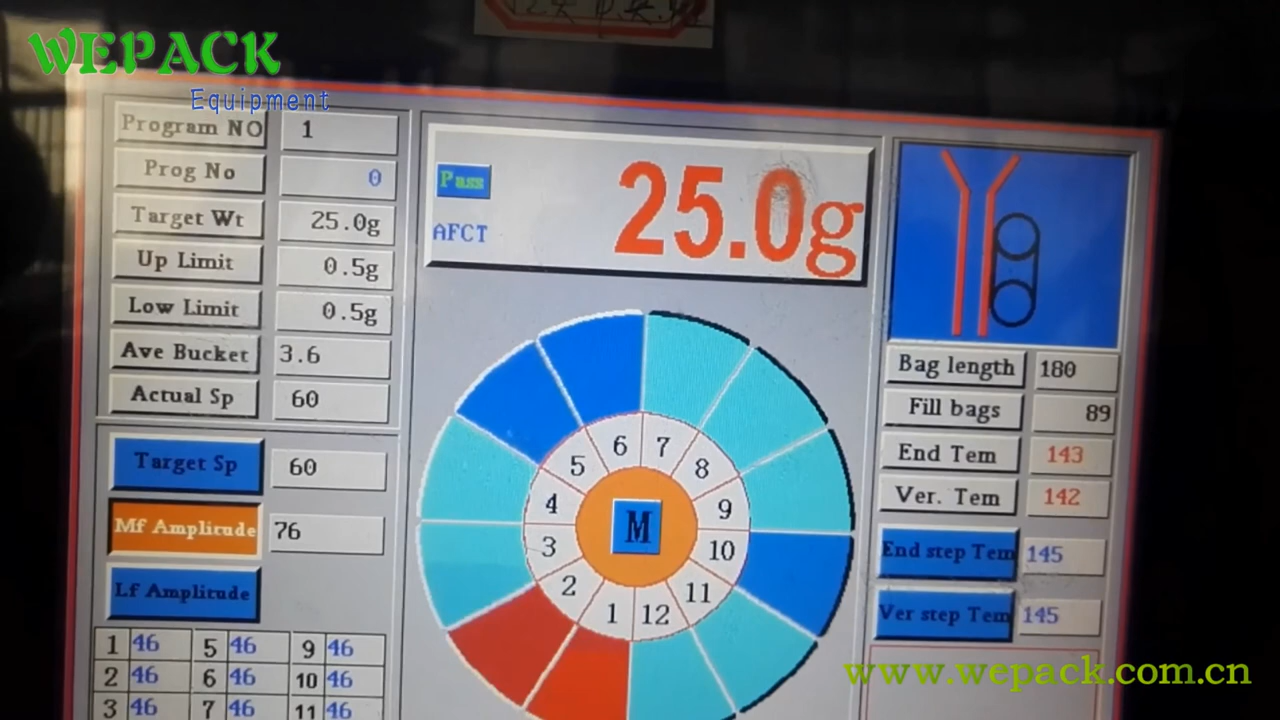 WEPACK
Equipment
Program NO 1
Prog No 0
Target Wt 25.0g
Up Limit 0.5g
Low Limit 0.5g
Ave Bucket 3.6
Actual Sp 60
Target Sp 60
Mf Amplitude 76
Lf Amplitude
1 46 5 46 9 46
2 46 6 46 10 46
3 46 7 46 11 46
Pass
25.0g
AFCT
6 7
5 8
4 9
M
3 10
2 11
1 12
Bag length 180
Fill bags 89
End Tem 143
Ver. Tem 142
End step Tem 145
Ver step Tem 145
www.wepack.com.cn